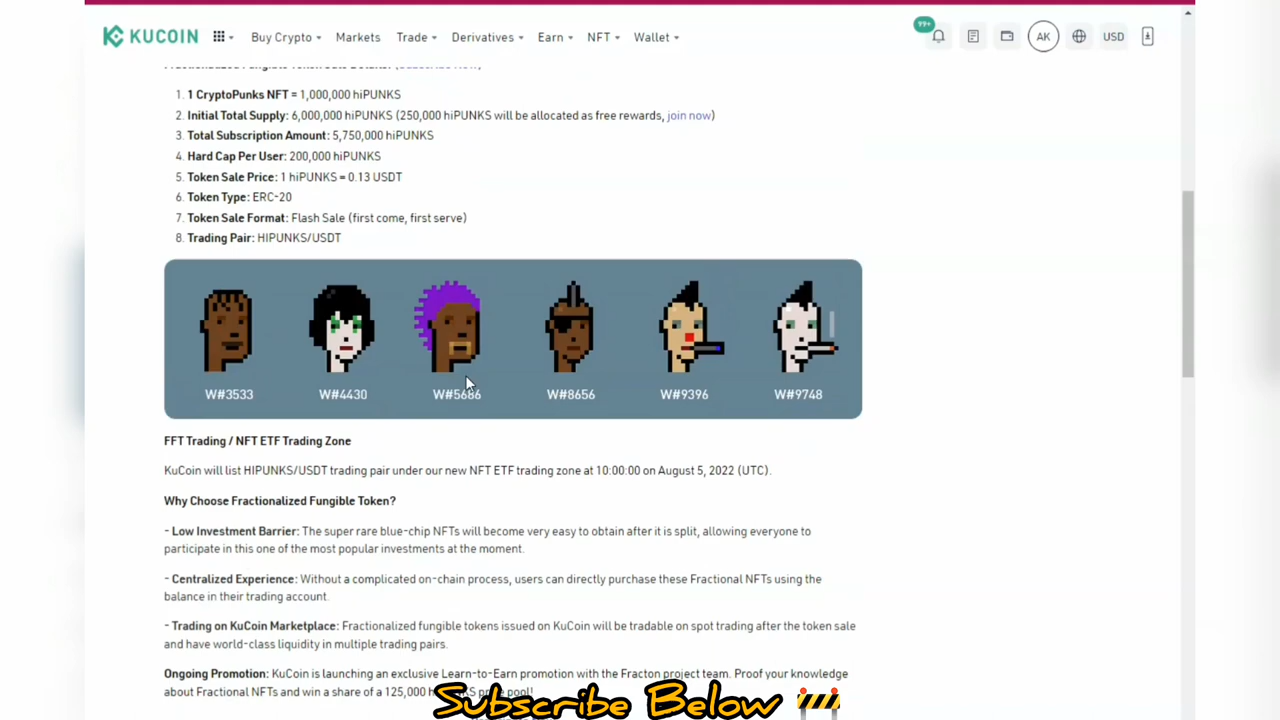 KUCOIN
Buy Crypto
Markets
Trade
Derivatives
Earn
NFT
Wallet
99+
AK
USD
1. 1 CryptoPunks NFT = 1,000,000 hiPUNKS
2. Initial Total Supply: 6,000,000 hiPUNKS (250,000 hiPUNKS will be allocated as free rewards, join now)
3. Total Subscription Amount: 5,750,000 hiPUNKS
4. Hard Cap Per User: 200,000 hiPUNKS
5. Token Sale Price: 1 hiPUNKS = 0.13 USDT
6. Token Type: ERC-20
7. Token Sale Format: Flash Sale (first come, first serve)
8. Trading Pair: HIPUNKS/USDT
W#3533
W#4430
W#5686
W#8656
W#9396
W#9748
FFT Trading / NFT ETF Trading Zone
KuCoin will list HIPUNKS/USDT trading pair under our new NFT ETF trading zone at 10:00:00 on August 5, 2022 (UTC).
Why Choose Fractionalized Fungible Token?
- Low Investment Barrier: The super rare blue-chip NFTs will become very easy to obtain after it is split, allowing everyone to
participate in this one of the most popular investments at the moment.
- Centralized Experience: Without a complicated on-chain process, users can directly purchase these Fractional NFTs using the
balance in their trading account.
- Trading on KuCoin Marketplace: Fractionalized fungible tokens issued on KuCoin will be tradable on spot trading after the token sale
and have world-class liquidity in multiple trading pairs.
Ongoing Promotion: KuCoin is launching an exclusive Learn-to-Earn promotion with the Fracton project team. Proof your knowledge
about Fractional NFTs and win a share of a 125,000 pool!
Subscribe Below